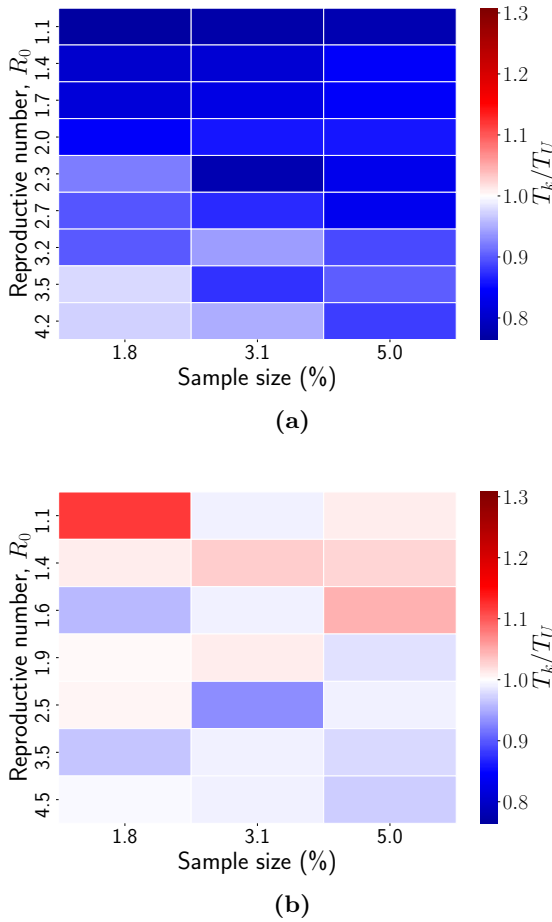 Reproductive number, R₀
1.1
1.4
1.7
2.0
2.3
2.7
3.2
3.5
4.2
1.8 3.1 5.0
Sample size (%)
1.3
1.2
1.1
1.0
0.9
0.8
T_k/T_U
(a)
Reproductive number, R₀
1.1
1.4
1.6
1.9
2.5
3.5
4.5
1.8 3.1 5.0
Sample size (%)
1.3
1.2
1.1
1.0
0.9
0.8
T_k/T_U
(b)